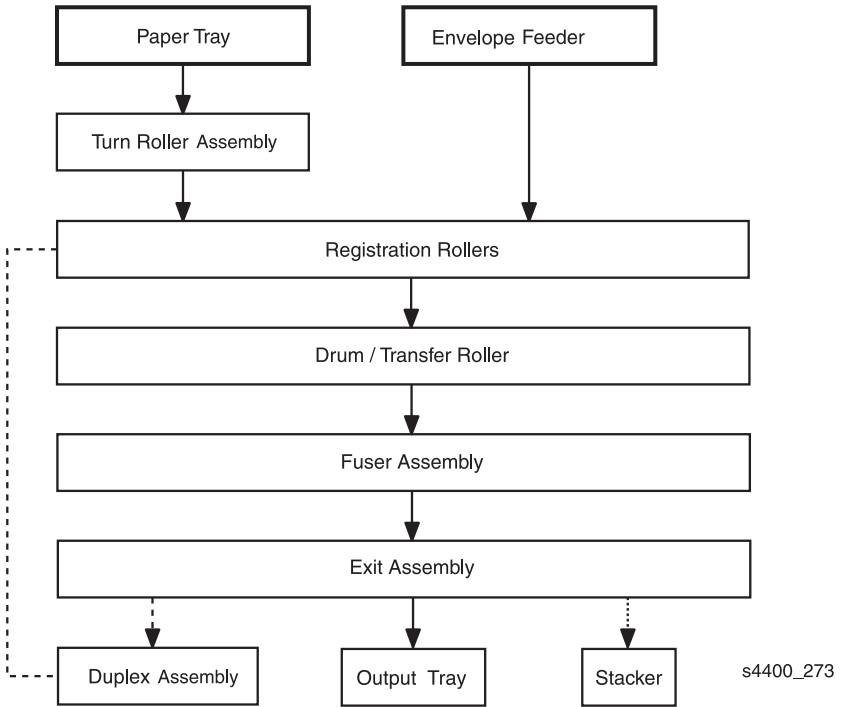 Paper Tray
Envelope Feeder
Turn Roller Assembly
Registration Rollers
Drum / Transfer Roller
Fuser Assembly
Exit Assembly
Duplex Assembly
Output Tray
Stacker
s4400_273